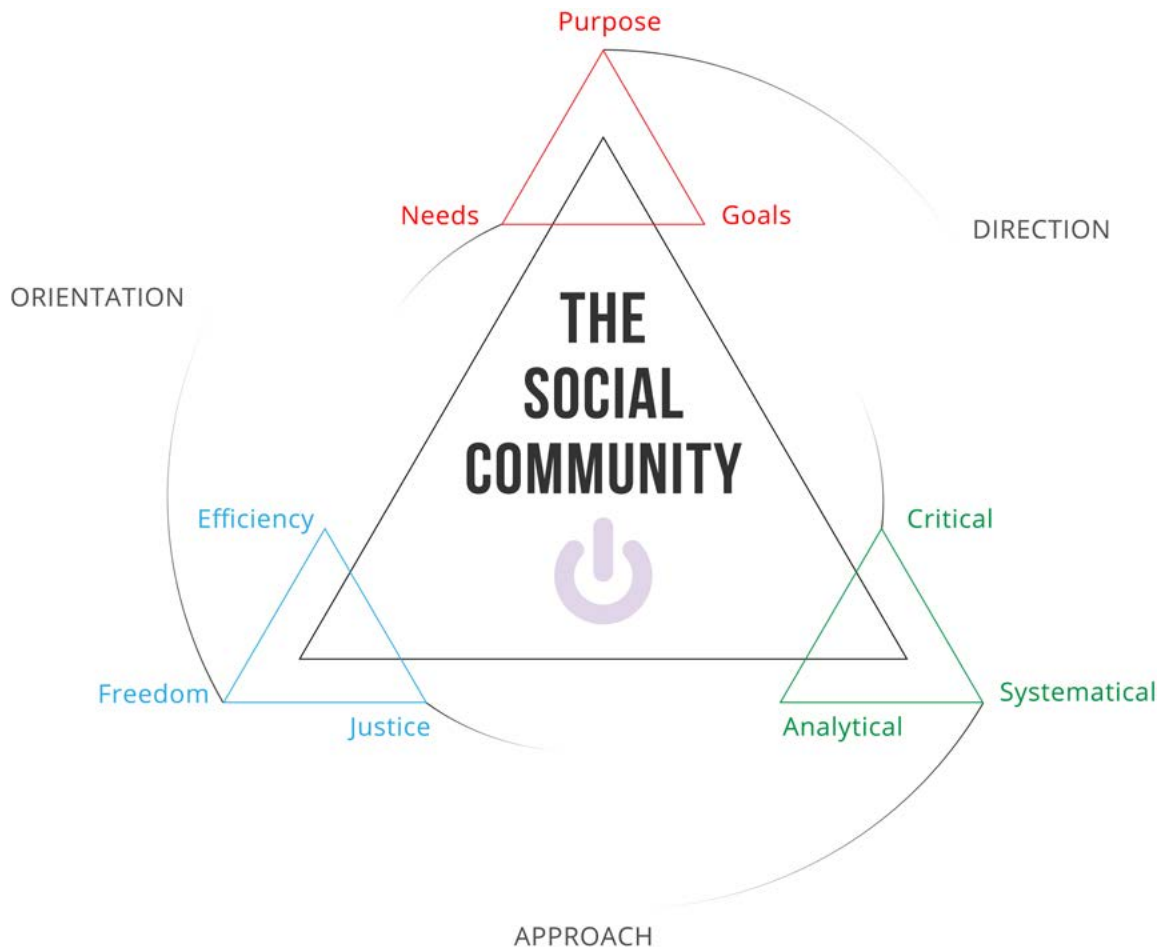 Purpose
Needs
Goals
DIRECTION
ORIENTATION
THE
SOCIAL
COMMUNITY
Efficiency
Critical
Freedom
Justice
Systematical
Analytical
APPROACH